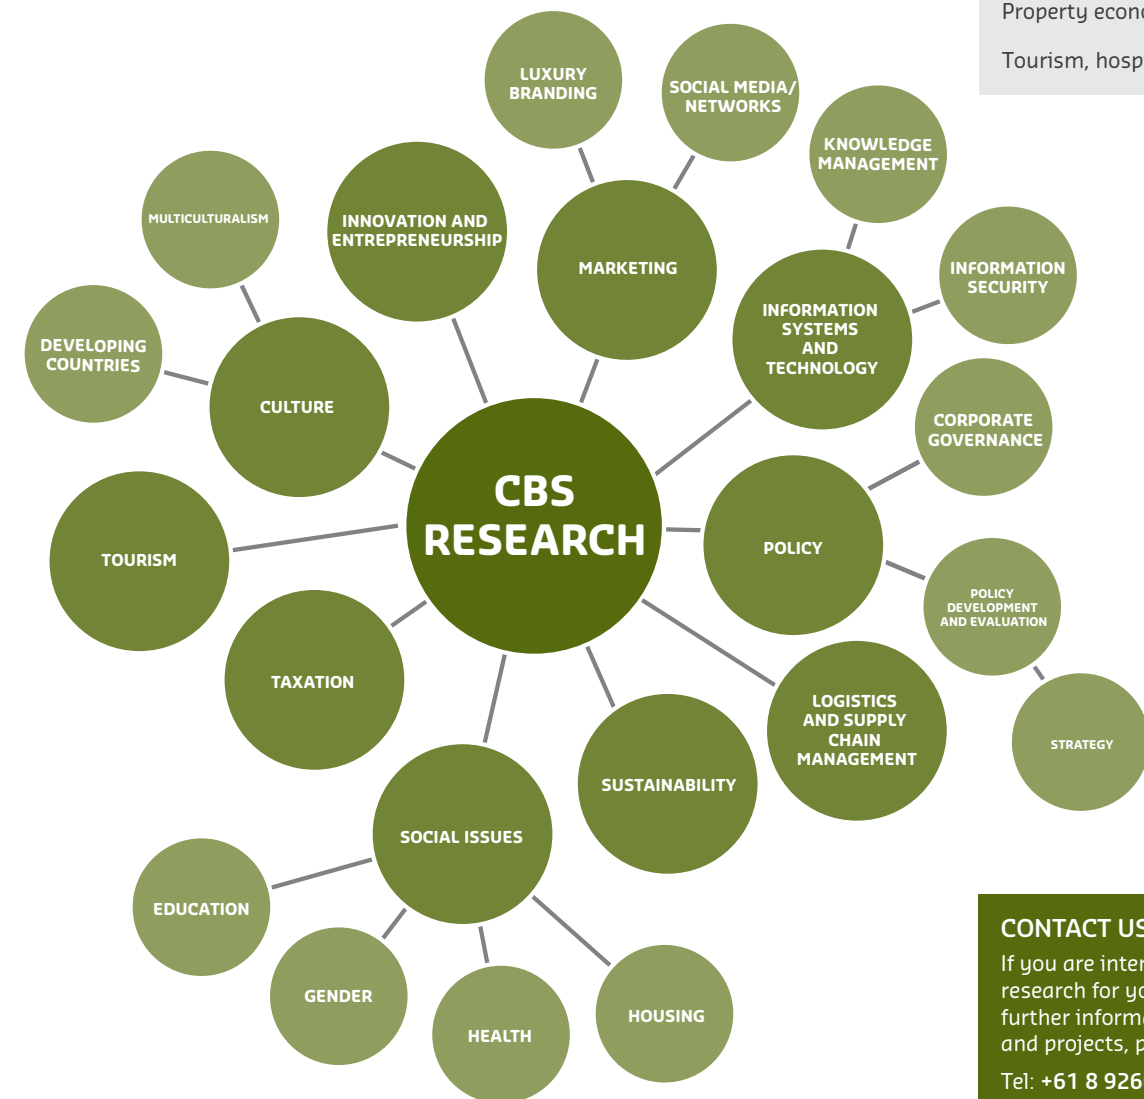 Property econo
Tourism, hosp
LUXURY
BRANDING
SOCIAL MEDIA/
NETWORKS
KNOWLEDGE
MANAGEMENT
MULTICULTURALISM
INNOVATION AND
ENTREPRENEURSHIP
MARKETING
INFORMATION
SECURITY
INFORMATION
SYSTEMS
AND
TECHNOLOGY
DEVELOPING
COUNTRIES
CULTURE
CORPORATE
GOVERNANCE
CBS
RESEARCH
TOURISM
POLICY
POLICY
DEVELOPMENT
AND EVALUATION
TAXATION
LOGISTICS
AND SUPPLY
CHAIN
MANAGEMENT
STRATEGY
SUSTAINABILITY
SOCIAL ISSUES
EDUCATION
GENDER
HEALTH
HOUSING
CONTACT US
If you are inter
research for yo
further informa
and projects, p
Tel: +61 8 926